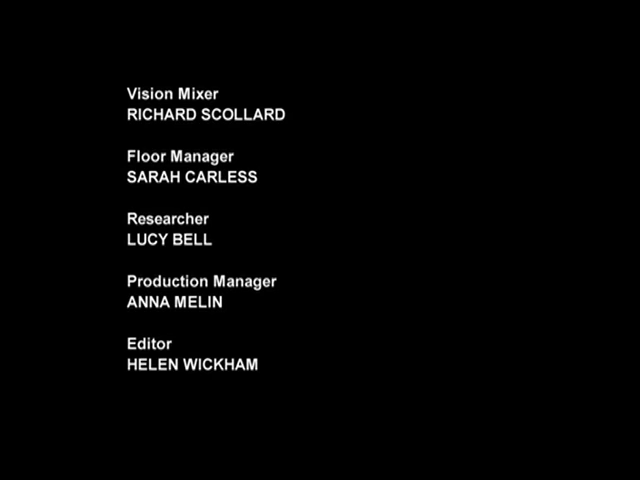 Vision Mixer
RICHARD SCOLLARD
Floor Manager
SARAH CARLESS
Researcher
LUCY BELL
Production Manager
ANNA MELIN
Editor
HELEN WICKHAM